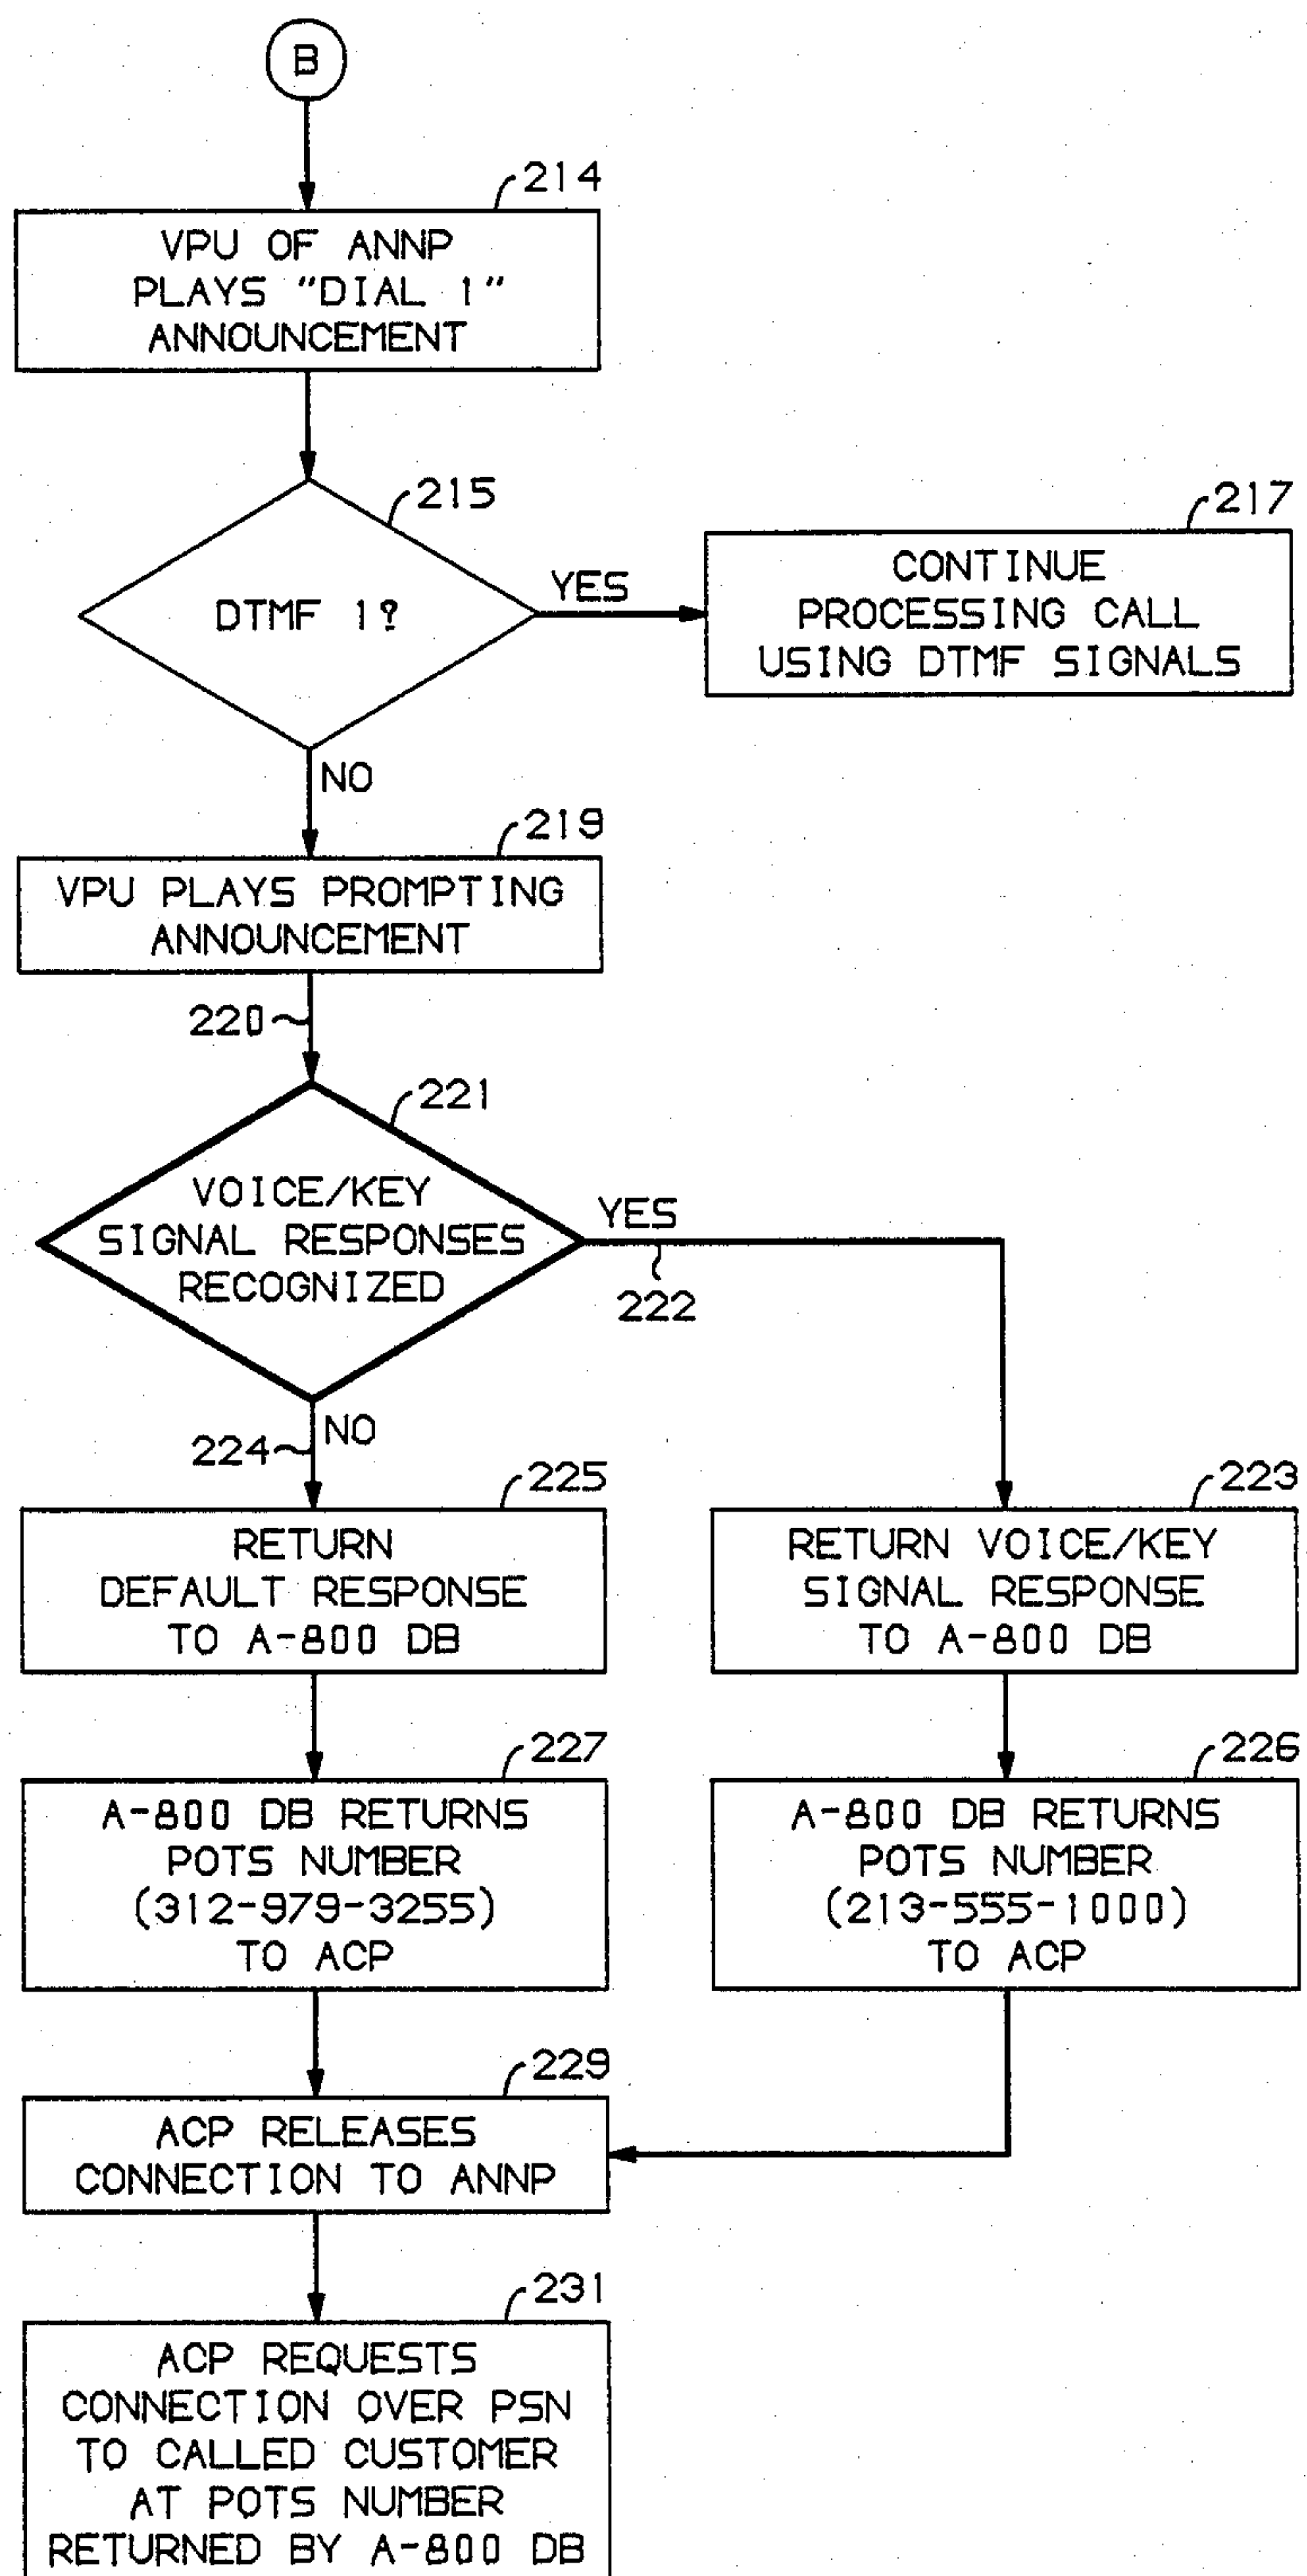 B
214
VPU OF ANNP
PLAYS "DIAL 1"
ANNOUNCEMENT
215
DTMF 1?
YES
217
CONTINUE
PROCESSING CALL
USING DTMF SIGNALS
NO
219
VPU PLAYS PROMPTING
ANNOUNCEMENT
220
221
VOICE/KEY
SIGNAL RESPONSES
RECOGNIZED
YES
222
NO
224
225
RETURN
DEFAULT RESPONSE
TO A-800 DB
223
RETURN VOICE/KEY
SIGNAL RESPONSE
TO A-800 DB
227
A-800 DB RETURNS
POTS NUMBER
(312-979-3255)
TO ACP
226
A-800 DB RETURNS
POTS NUMBER
(213-555-1000)
TO ACP
229
ACP RELEASES
CONNECTION TO ANNP
231
ACP REQUESTS
CONNECTION OVER PSN
TO CALLED CUSTOMER
AT POTS NUMBER
RETURNED BY A-800 DB